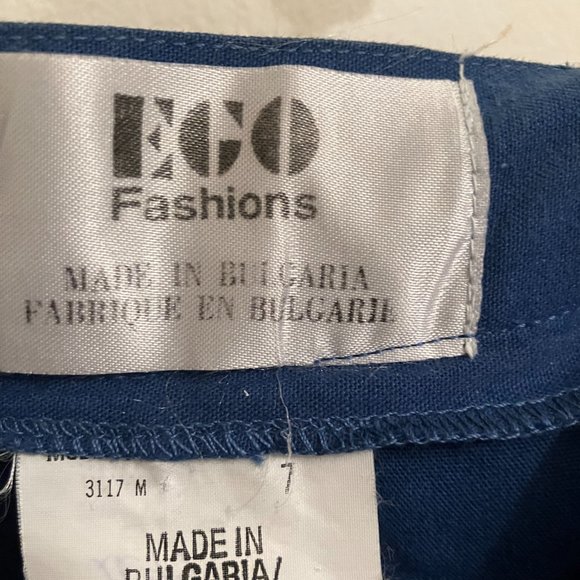 EGO
Fashions
MADE IN BULGARIA
FABRIQUE EN BULGARIE
3117 M
7
MADE IN
BULGARIA/